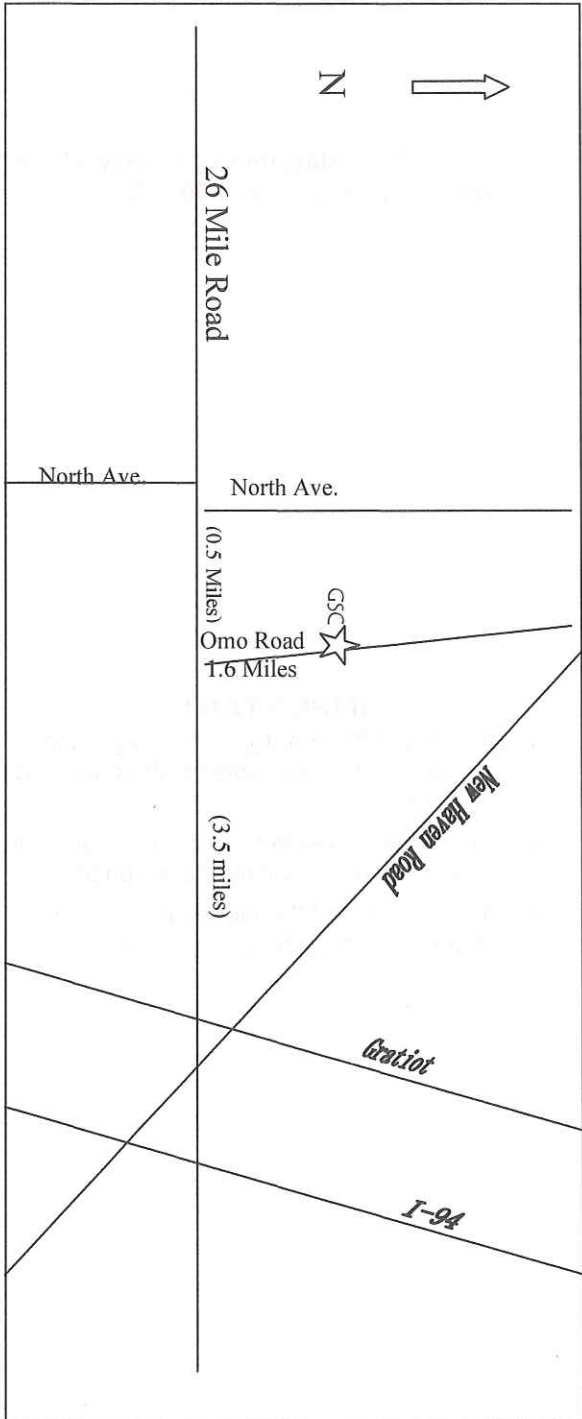 N
26 Mile Road
North Ave.
North Ave.
(0.5 Miles)
GSC
Omo Road
1.6 Miles
New Haven Road
(3.5 miles)
Gratiot
I-94